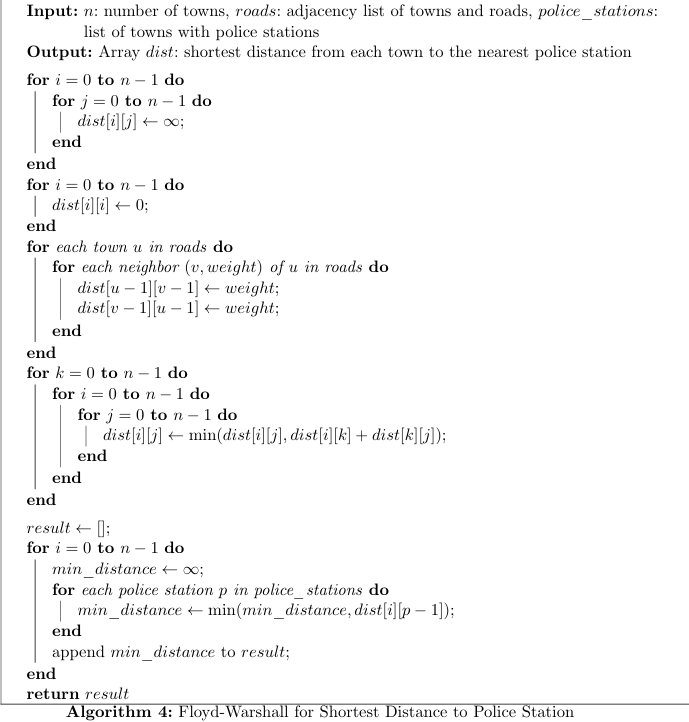 Input: n: number of towns, roads: adjacency list of towns and roads, police_stations:
list of towns with police stations
Output: Array dist: shortest distance from each town to the nearest police station
for i = 0 to n − 1 do
for j = 0 to n − 1 do
dist[i][j] ← ∞;
end
end
for i = 0 to n − 1 do
dist[i][i] ← 0;
end
for each town u in roads do
for each neighbor (v, weight) of u in roads do
dist[u − 1][v − 1] ← weight;
dist[v − 1][u − 1] ← weight;
end
end
for k = 0 to n − 1 do
for i = 0 to n − 1 do
for j = 0 to n − 1 do
dist[i][j] ← min(dist[i][j], dist[i][k] + dist[k][j]);
end
end
end
result ← [];
for i = 0 to n − 1 do
min_distance ← ∞;
for each police station p in police_stations do
min_distance ← min(min_distance, dist[i][p − 1]);
end
append min_distance to result;
end
return result
Algorithm 4: Floyd-Warshall for Shortest Distance to Police Station